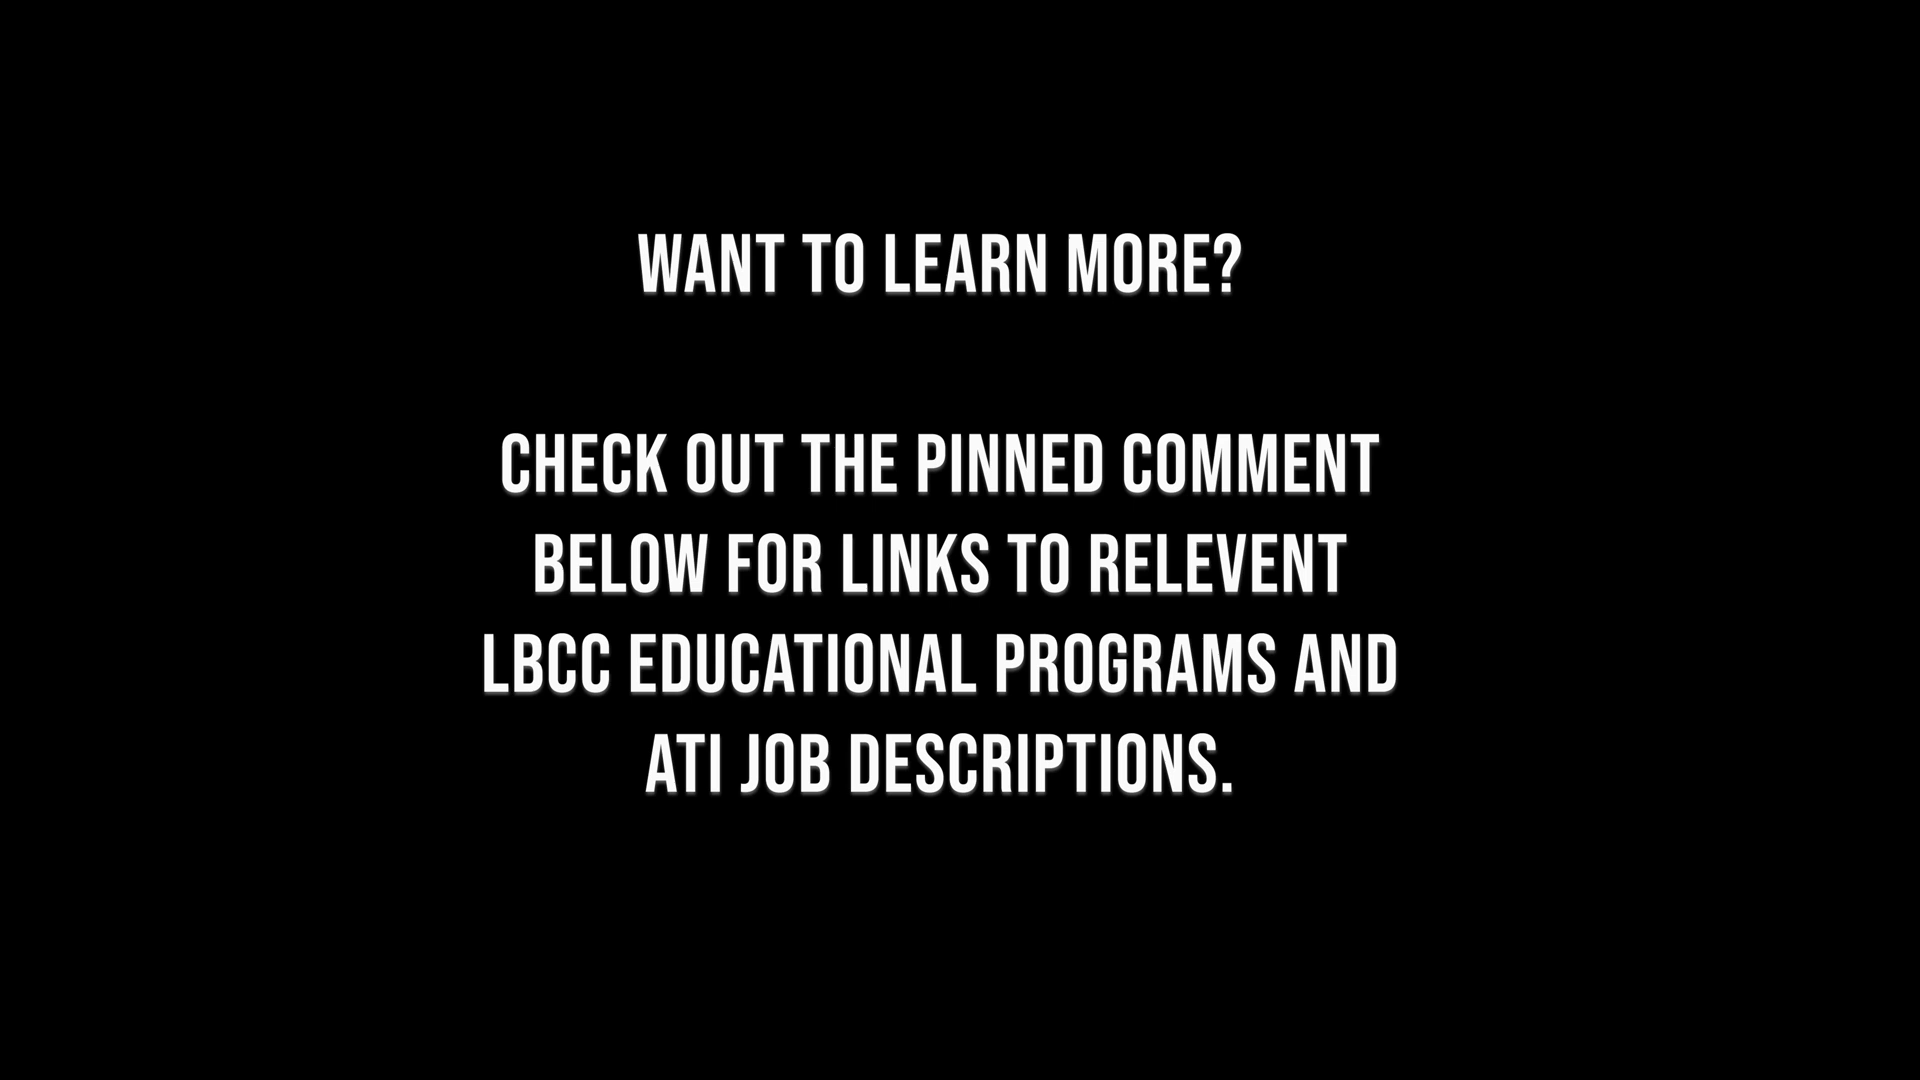 WANT TO LEARN MORE?
CHECK OUT THE PINNED COMMENT
BELOW FOR LINKS TO RELEVENT
LBCC EDUCATIONAL PROGRAMS AND
ATI JOB DESCRIPTIONS.